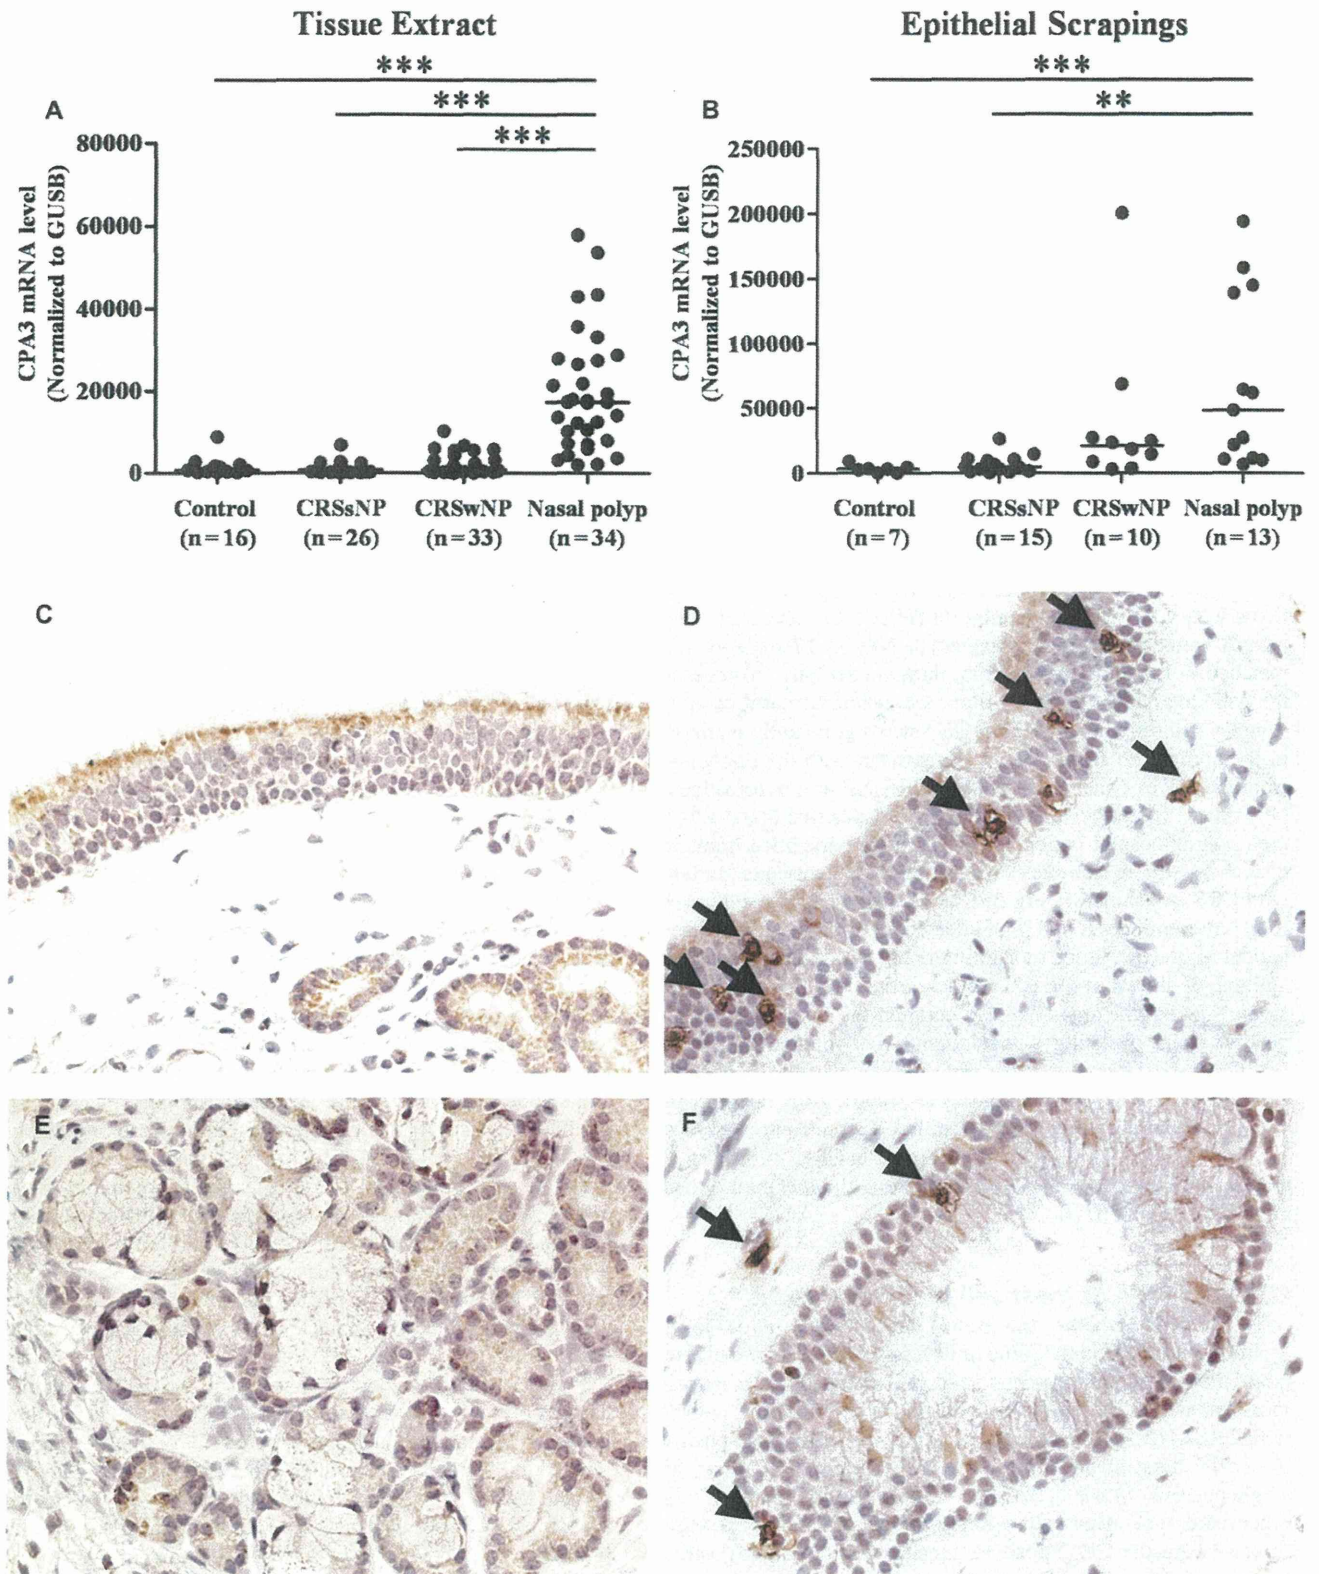 Tissue Extract
Epithelial Scrapings
***
***
***
***
**
A
B
CPA3 mRNA level
(Normalized to GUSB)
80000
60000
40000
20000
0
Control
(n=16)
CRSsNP
(n=26)
CRSwNP
(n=33)
Nasal polyp
(n=34)
CPA3 mRNA level
(Normalized to GUSB)
250000
200000
150000
100000
50000
0
Control
(n=7)
CRSsNP
(n=15)
CRSwNP
(n=10)
Nasal polyp
(n=13)
C
D
E
F